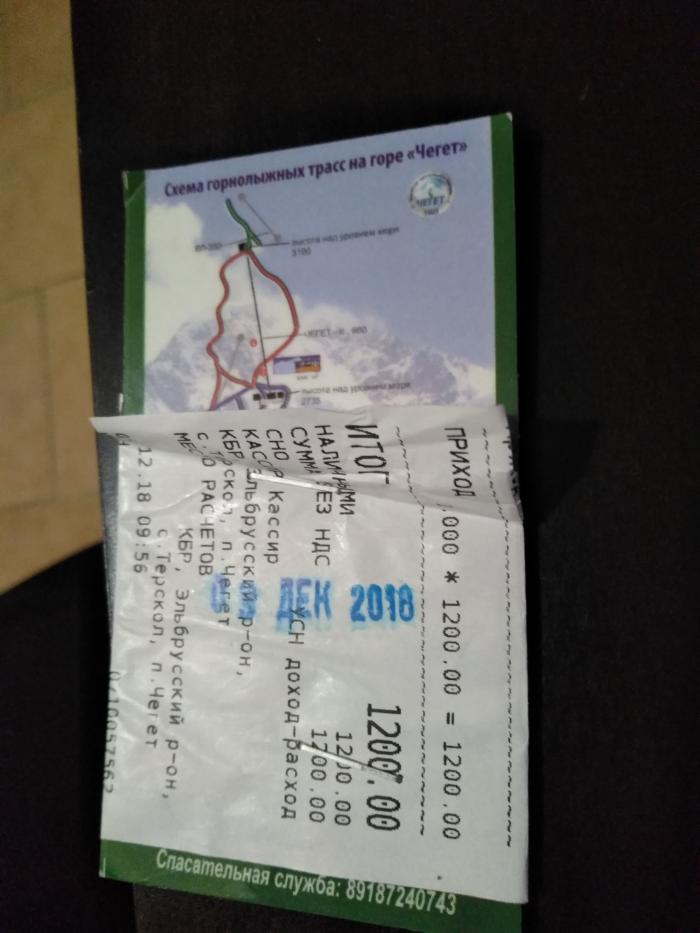 Схема горнолыжных трасс на горе «Чегет»
ЧЕГЕТ
высота над уровнем моря
3100
высота над уровнем моря
2735
ПРИХОД
.000 * 1200.00 = 1200.00
ИТОГ 1200.00
НАЛИЧНЫМИ 1200.00
СУММА БЕЗ НДС 1200.00
СНО УСН доход-расход
Кассир
КБР Эльбрусский р-он,
с. Терскол, п.Чегет
МЕСТО РАСЧЕТОВ
КБР, Эльбрусский р-он,
с.Терскол, п.Чегет
12.18 09:56
ДЕК 2018
Спасательная служба: 89187240743